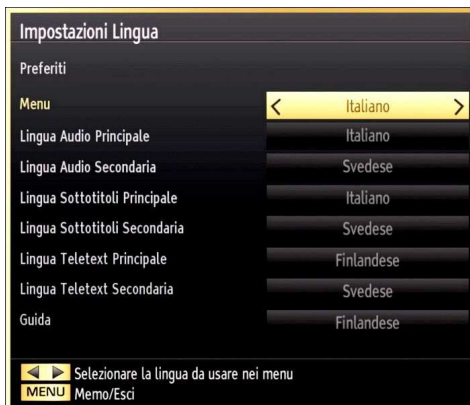 Impostazioni Lingua
Preferiti
Menu Italiano
Lingua Audio Principale Italiano
Lingua Audio Secondaria Svedese
Lingua Sottotitoli Principale Italiano
Lingua Sottotitoli Secondaria Svedese
Lingua Teletext Principale Finlandese
Lingua Teletext Secondaria Svedese
Guida Finlandese
Selezionare la lingua da usare nei menu
MENU Memo/Esci